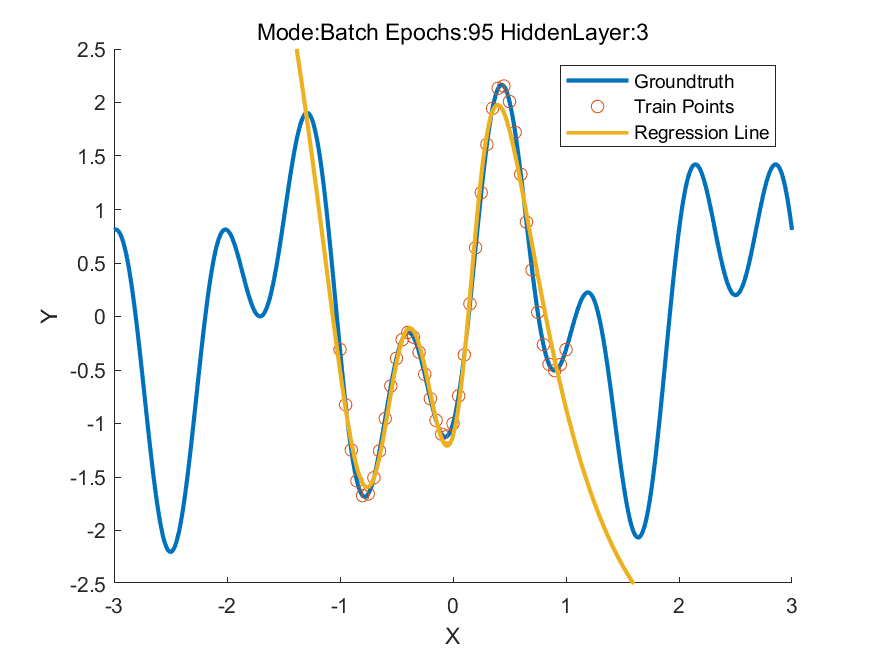 Mode:Batch Epochs:95 HiddenLayer:3
2.5
2
1.5
1
0.5
0
-0.5
-1
-1.5
-2
-2.5
Y
Groundtruth
Train Points
Regression Line
-3 -2 -1 0 1 2 3
X